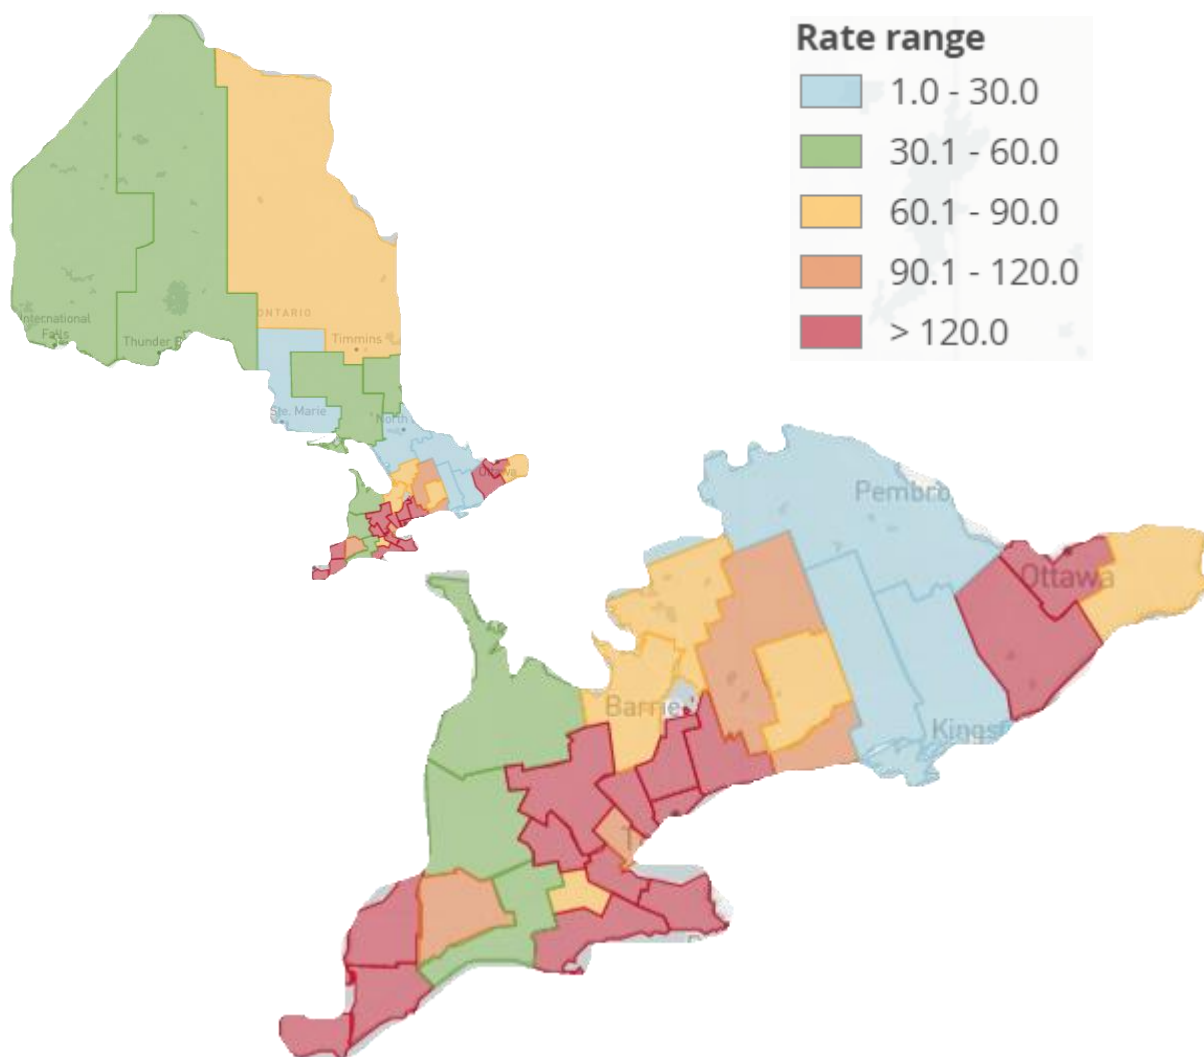 Rate range
1.0 - 30.0
30.1 - 60.0
60.1 - 90.0
90.1 - 120.0
> 120.0
International
Falls
Thunder B
ONTARIO
Timmins
Ste. Marie
North
Ottawa
Pembro
Ottawa
Barrie
Kings
T